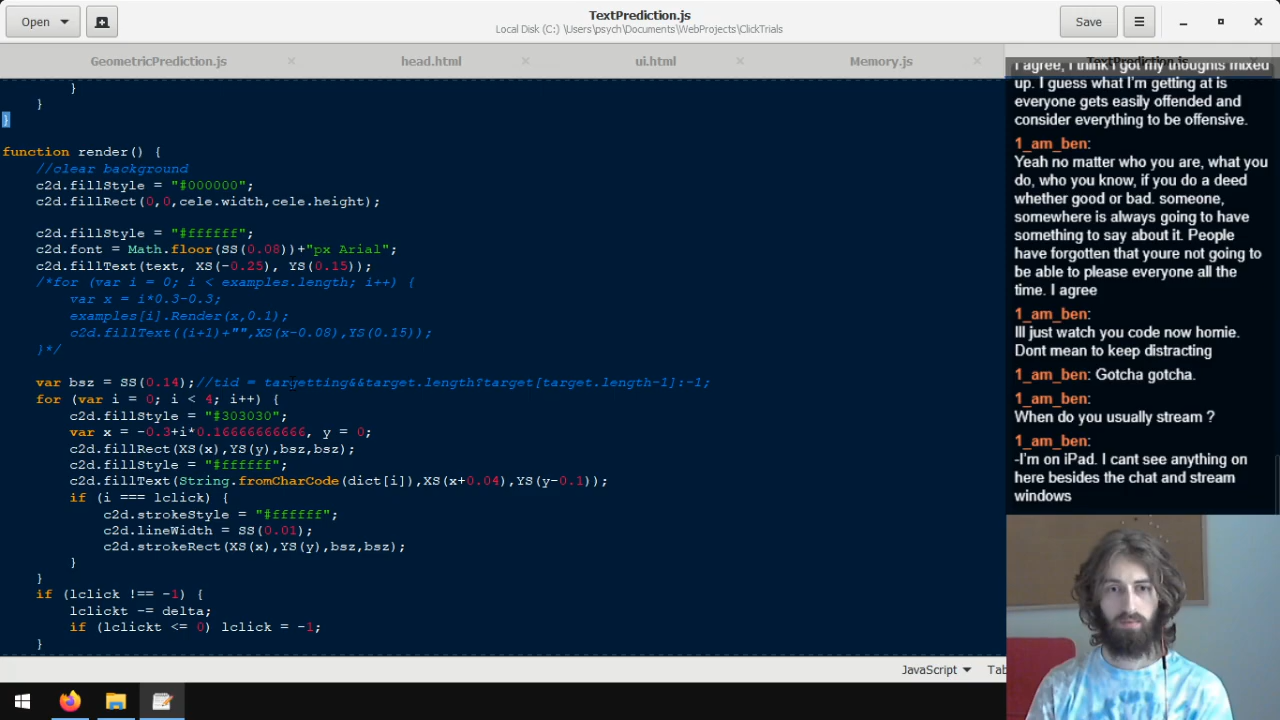 Open
TextPrediction.js
Local Disk (C:) \Users\psych\Documents\WebProjects\ClickTrials
Save
GeometricPrediction.js
head.html
ui.html
Memory.js
}
}
}
function render() {
//clear background
c2d.fillStyle = "#000000";
c2d.fillRect(0,0,cele.width,cele.height);
c2d.fillStyle = "#ffffff";
c2d.font = Math.floor(SS(0.08))+"px Arial";
c2d.fillText(text, XS(-0.25), YS(0.15));
/*for (var i = 0; i < examples.length; i++) {
var x = i*0.3-0.3;
examples[i].Render(x,0.1);
c2d.fillText((i+1)+"",XS(x-0.08),YS(0.15));
}*/
var bsz = SS(0.14);//tid = targetting&&target.length?target[target.length-1]:-1;
for (var i = 0; i < 4; i++) {
c2d.fillStyle = "#303030";
var x = -0.3+i*0.16666666666, y = 0;
c2d.fillRect(XS(x),YS(y),bsz,bsz);
c2d.fillStyle = "#ffffff";
c2d.fillText(String.fromCharCode(dict[i]),XS(x+0.04),YS(y-0.1));
if (i === lclick) {
c2d.strokeStyle = "#ffffff";
c2d.lineWidth = SS(0.01);
c2d.strokeRect(XS(x),YS(y),bsz,bsz);
}
}
if (lclick !== -1) {
lclickt -= delta;
if (lclickt <= 0) lclick = -1;
}
JavaScript
Tab
I agree, I think I got my thoughts mixed
up. I guess what I'm getting at is
everyone gets easily offended and
consider everything to be offensive.
1_am_ben:
Yeah no matter who you are, what you
do, who you know, if you do a deed
whether good or bad. someone,
somewhere is always going to have
something to say about it. People
have forgotten that youre not going to
be able to please everyone all the
time. I agree
1_am_ben:
Ill just watch you code now homie.
Dont mean to keep distracting
1_am_ben: Gotcha gotcha.
1_am_ben:
When do you usually stream ?
1_am_ben:
-I'm on iPad. I cant see anything on
here besides the chat and stream
windows